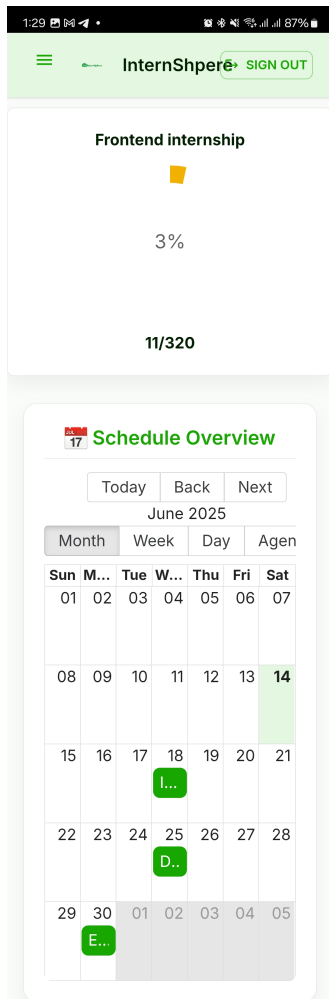 1:29 87%
InternShpere SIGN OUT
Frontend internship
3%
11/320
JUL
17
Schedule Overview
Today Back Next
June 2025
Month Week Day Agen
Sun M... Tue W... Thu Fri Sat
01 02 03 04 05 06 07
08 09 10 11 12 13 14
15 16 17 18 19 20 21
I...
22 23 24 25 26 27 28
D...
29 30 01 02 03 04 05
E...